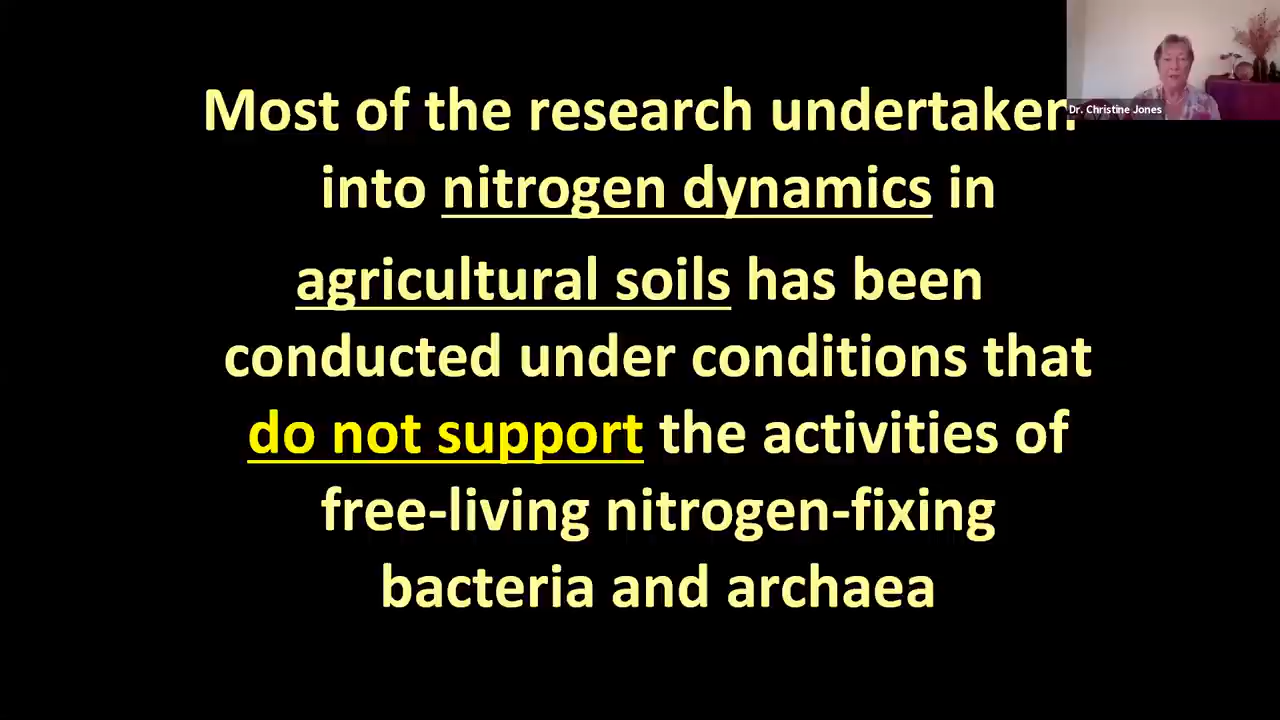 Most of the research undertaken
Dr. Christine Jones
into nitrogen dynamics in
agricultural soils has been
conducted under conditions that
do not support the activities of
free-living nitrogen-fixing
bacteria and archaea